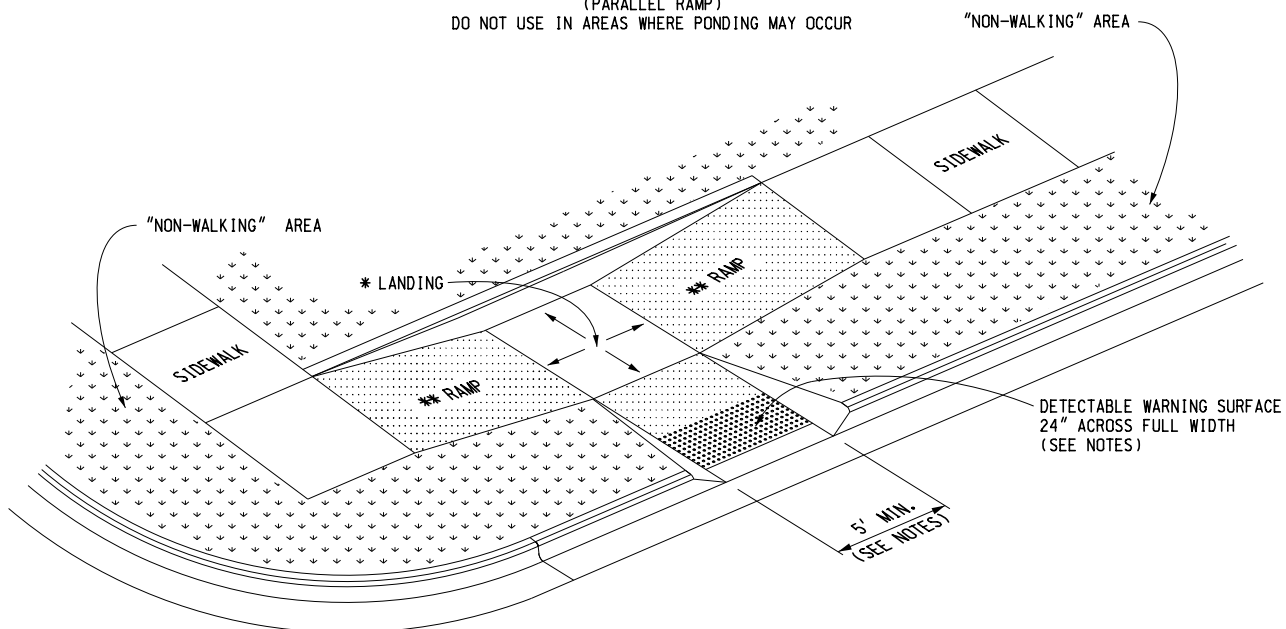 (PARALLEL RAMP)
DO NOT USE IN AREAS WHERE PONDING MAY OCCUR
"NON-WALKING" AREA
SIDEWALK
"NON-WALKING" AREA
* LANDING
** RAMP
SIDEWALK
** RAMP
DETECTABLE WARNING SURFACE
24" ACROSS FULL WIDTH
(SEE NOTES)
5' MIN.
(SEE NOTES)